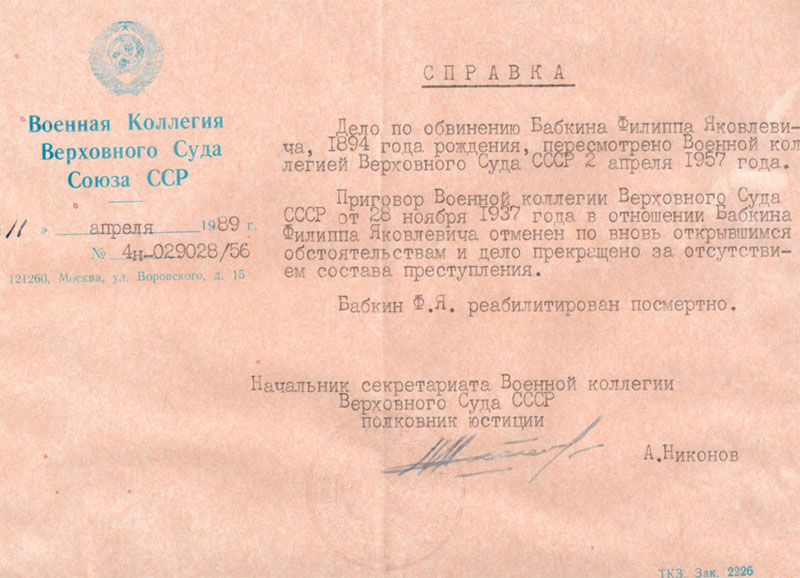 Военная Коллегия
Верховного Суда
Союза ССР
11 » апреля 1989 г.
№ 4н-029028/56
121260, Москва, ул. Воровского, д. 15
СПРАВКА
Дело по обвинению Бабкина Филиппа Яковлеви-
ча, 1894 года рождения, пересмотрено Военной кол
легией Верховного Суда СССР 2 апреля 1957 года.
Приговор Военной коллегии Верховного Суда
СССР от 28 ноября 1937 года в отношении Бабкина
Филиппа Яковлевича отменен по вновь открывшимся
обстоятельствам и дело прекращено за отсутстви-
ем состава преступления.
Бабкин Ф.Я. реабилитирован посмертно.
Начальник секретариата Военной коллегии
Верховного Суда СССР
полковник юстиции
А.Никонов
ТКЗ. Зак. 2226